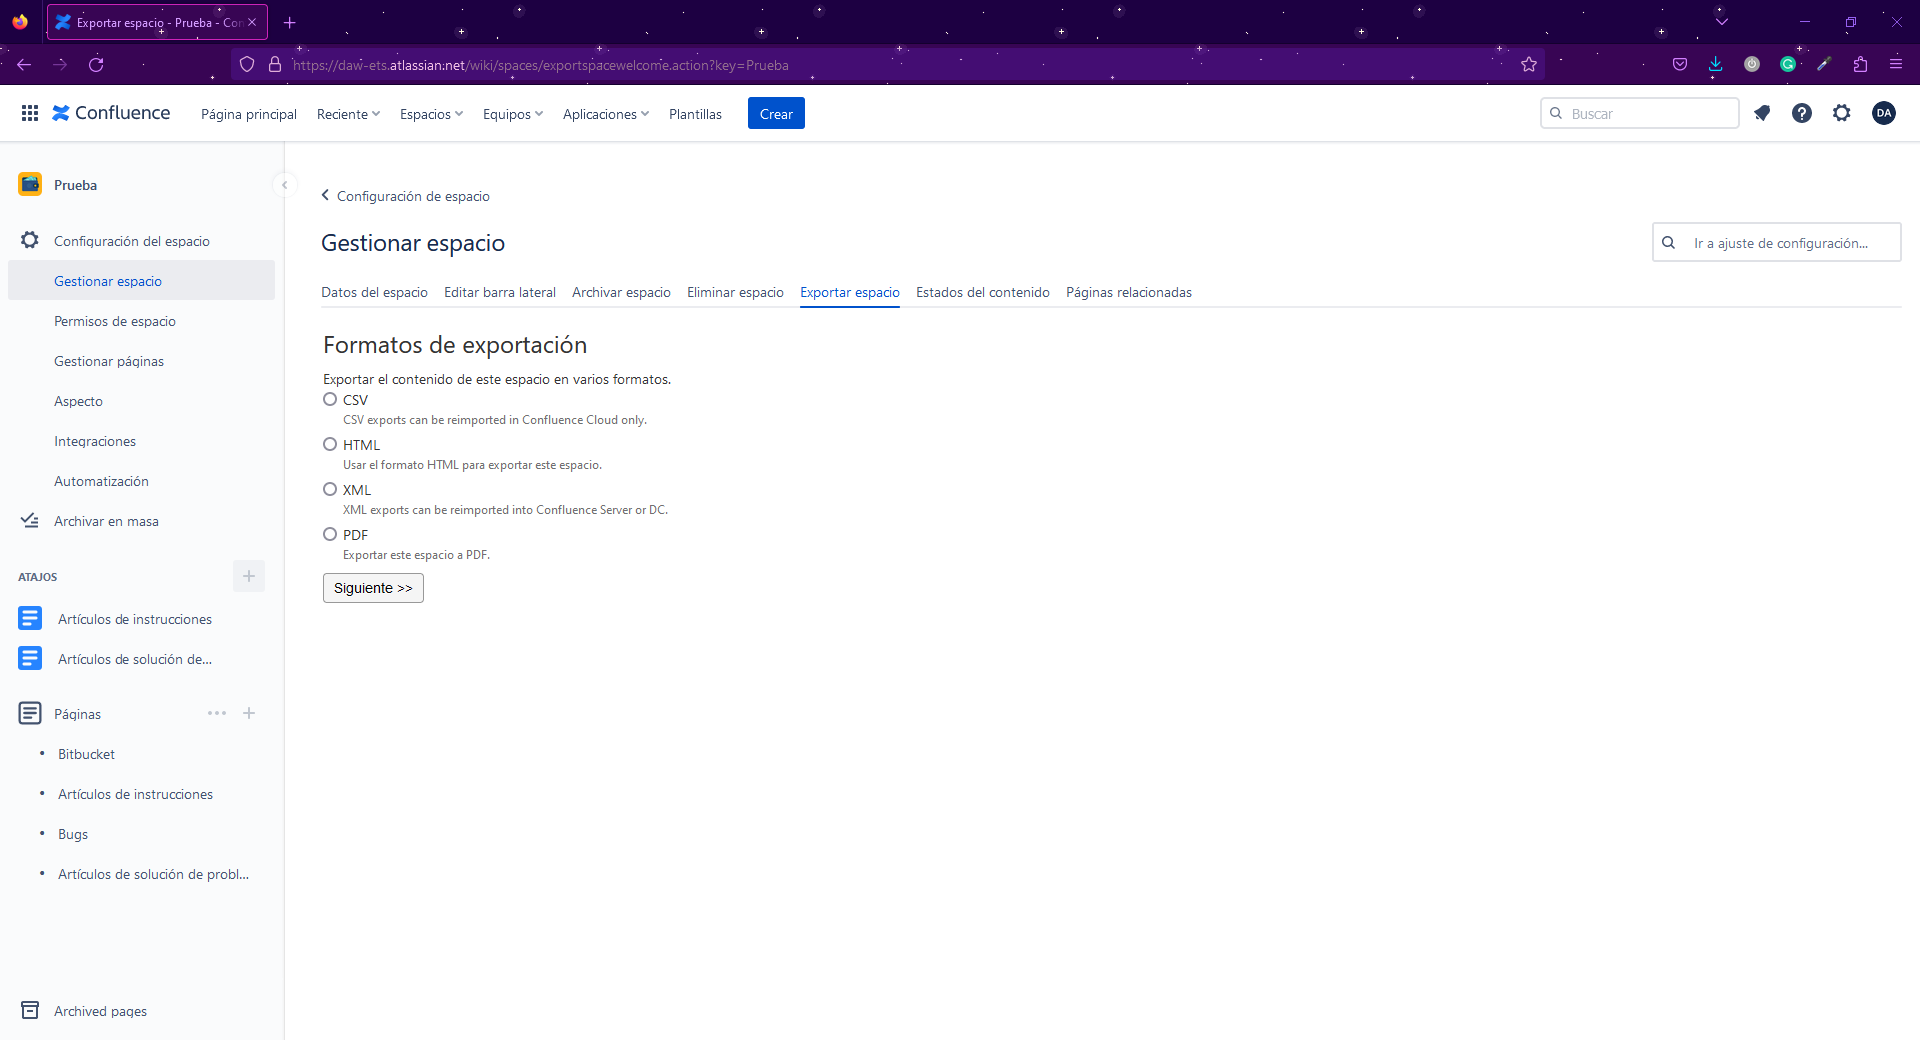 Exportar espacio - Prueba - Con
https://daw-ets.atlassian.net/wiki/spaces/exportspacewelcome.action?key=Prueba
Confluence
Página principal
Reciente
Espacios
Equipos
Aplicaciones
Plantillas
Crear
Buscar
DA
Prueba
Configuración del espacio
Gestionar espacio
Permisos de espacio
Gestionar páginas
Aspecto
Integraciones
Automatización
Archivar en masa
ATAJOS
Artículos de instrucciones
Artículos de solución de...
Páginas
• Bitbucket
• Artículos de instrucciones
• Bugs
• Artículos de solución de probl...
Archived pages
Configuración de espacio
Gestionar espacio
Ir a ajuste de configuración...
Datos del espacio
Editar barra lateral
Archivar espacio
Eliminar espacio
Exportar espacio
Estados del contenido
Páginas relacionadas
Formatos de exportación
Exportar el contenido de este espacio en varios formatos.
CSV
CSV exports can be reimported in Confluence Cloud only.
HTML
Usar el formato HTML para exportar este espacio.
XML
XML exports can be reimported into Confluence Server or DC.
PDF
Exportar este espacio a PDF.
Siguiente >>